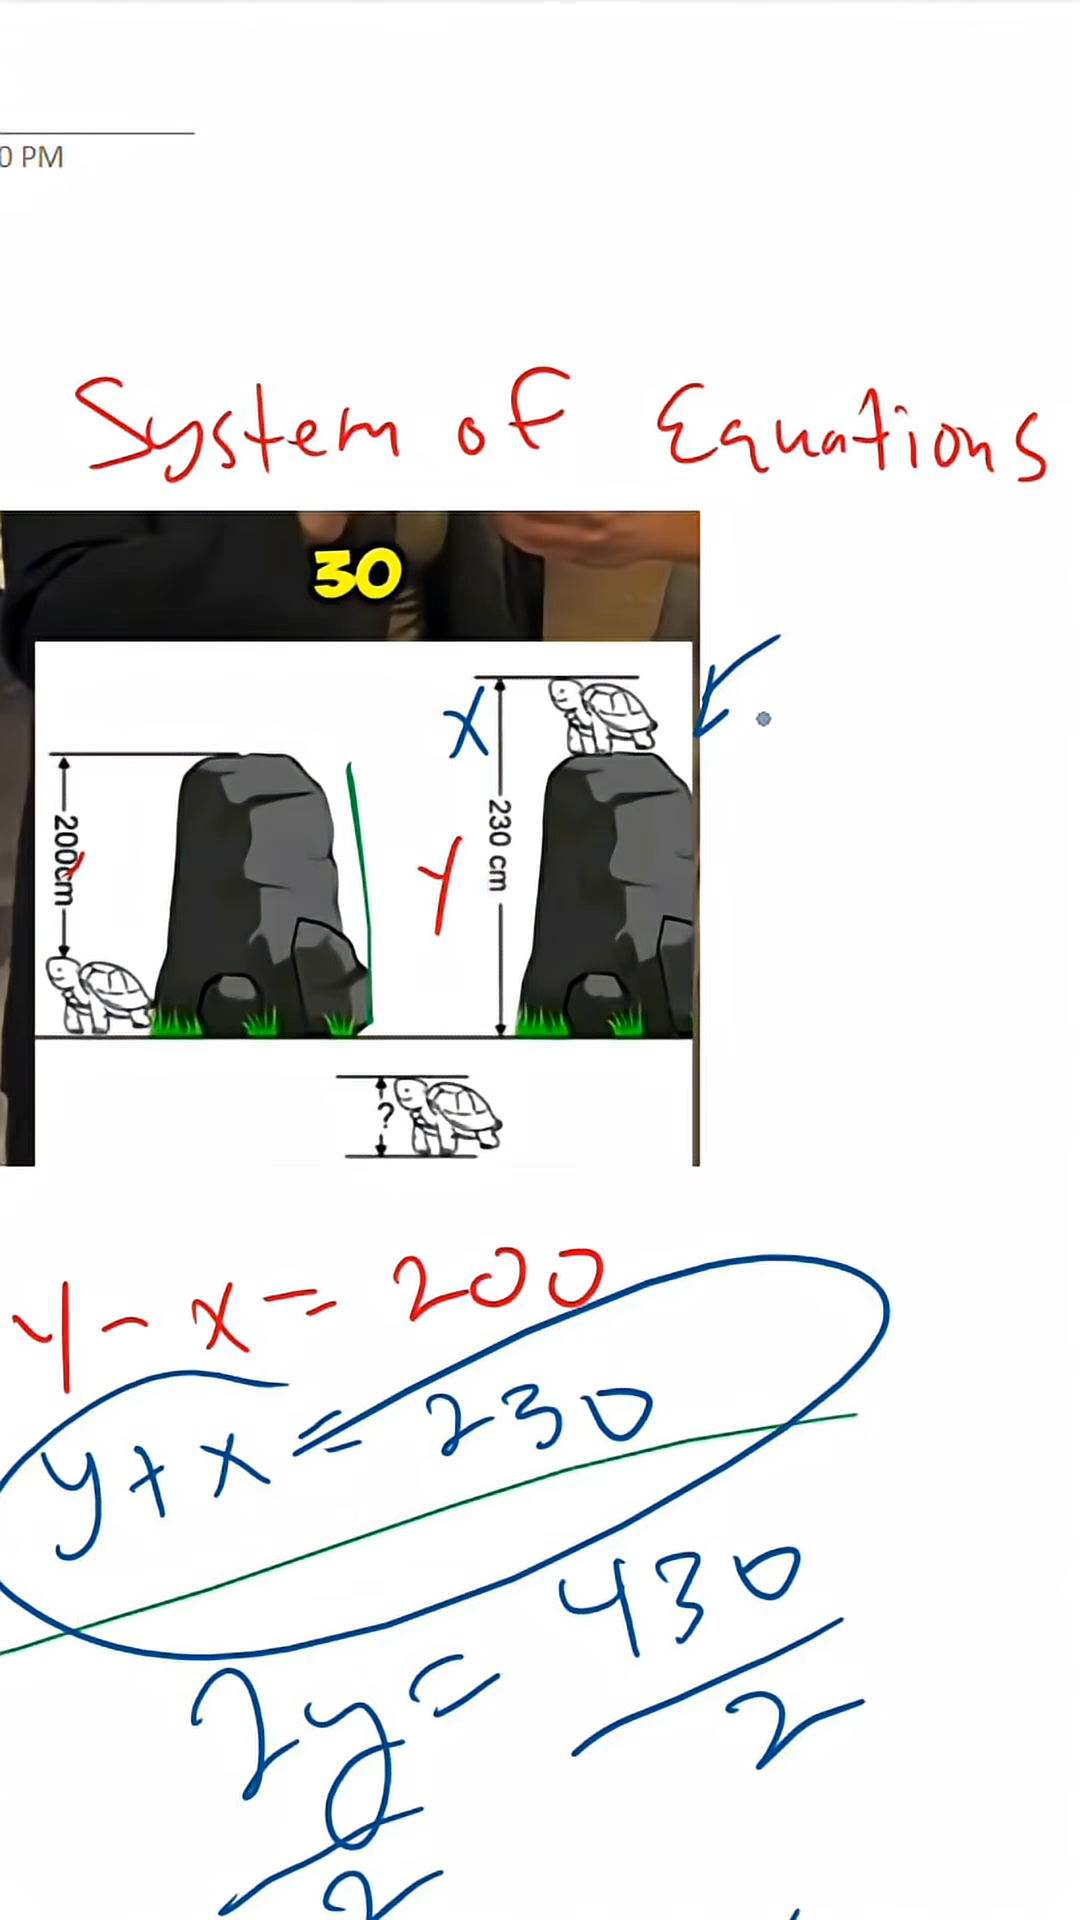 0 PM
System of Equations
30
X
200cm
230 cm
Y
?
y - x = 200
y + x = 230
2y = 430
2
2